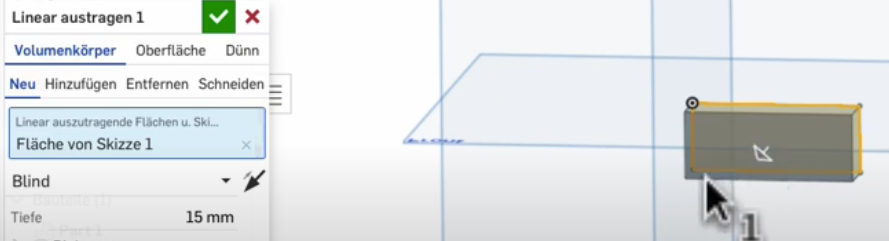 Linear austragen 1
Volumenkörper Oberfläche Dünn
Neu Hinzufügen Entfernen Schneiden
Linear auszutragende Flächen u. Ski...
Fläche von Skizze 1
Blind
Tiefe 15 mm
1